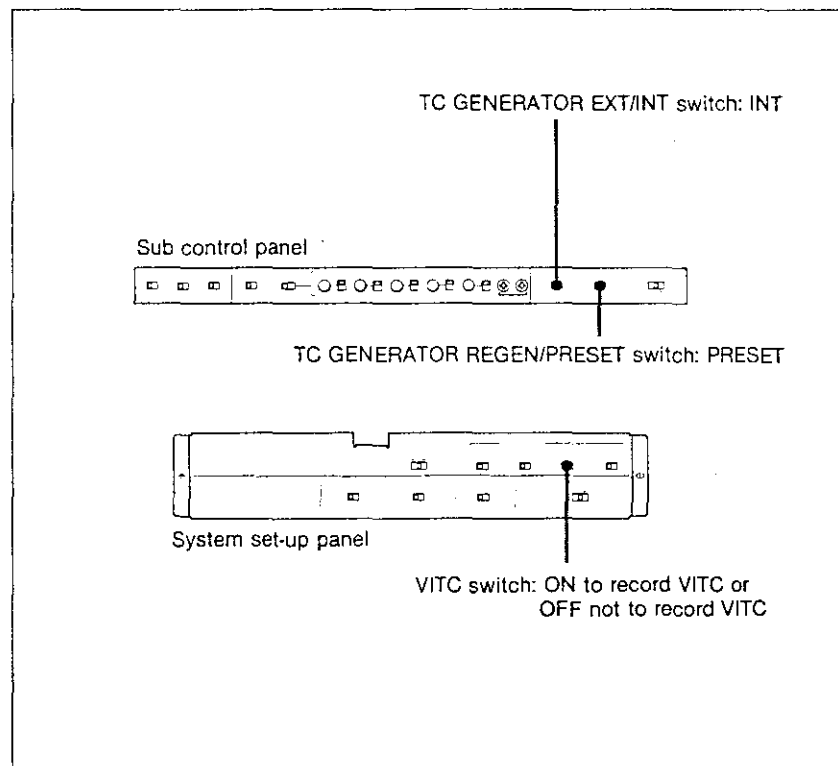 TC GENERATOR EXT/INT switch: INT
Sub control panel
TC GENERATOR REGEN/PRESET switch: PRESET
System set-up panel
VITC switch: ON to record VITC or
OFF not to record VITC